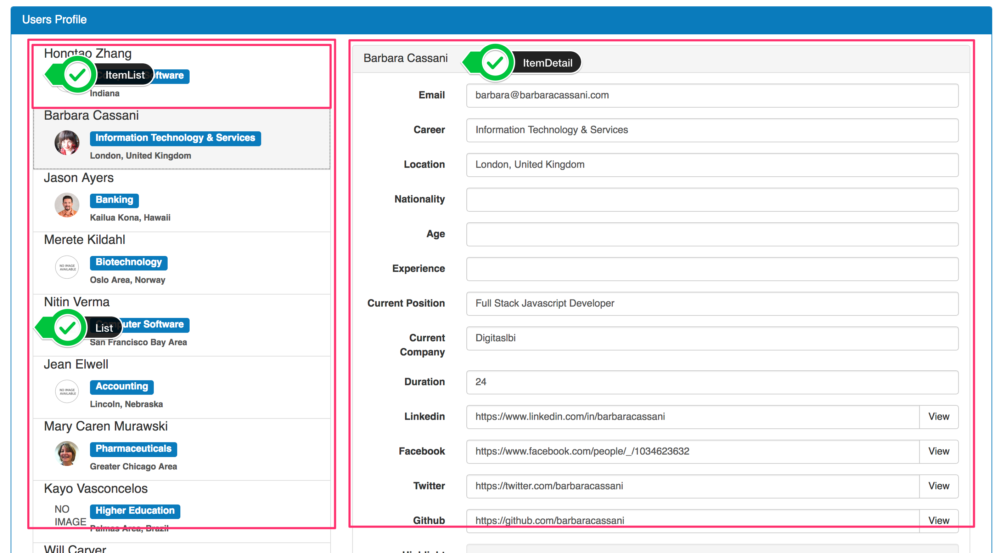 Users Profile
Hongtao Zhang
ItemList
ftware
Indiana
Barbara Cassani
Information Technology & Services
London, United Kingdom
Jason Ayers
Banking
Kailua Kona, Hawaii
Merete Kildahl
NO IMAGE
AVAILABLE
Biotechnology
Oslo Area, Norway
Nitin Verma
List
Computer Software
San Francisco Bay Area
Jean Elwell
NO IMAGE
AVAILABLE
Accounting
Lincoln, Nebraska
Mary Caren Murawski
Pharmaceuticals
Greater Chicago Area
Kayo Vasconcelos
NO
IMAGE
Higher Education
Palmas Area, Brazil
Will Carver
Barbara Cassani
ItemDetail
Email
barbara@barbaracassani.com
Career
Information Technology & Services
Location
London, United Kingdom
Nationality
Age
Experience
Current Position
Full Stack Javascript Developer
Current
Company
Digitaslbi
Duration
24
Linkedin
https://www.linkedin.com/in/barbaracassani
View
Facebook
https://www.facebook.com/people/_/1034623632
View
Twitter
https://twitter.com/barbaracassani
View
Github
https://github.com/barbaracassani
View